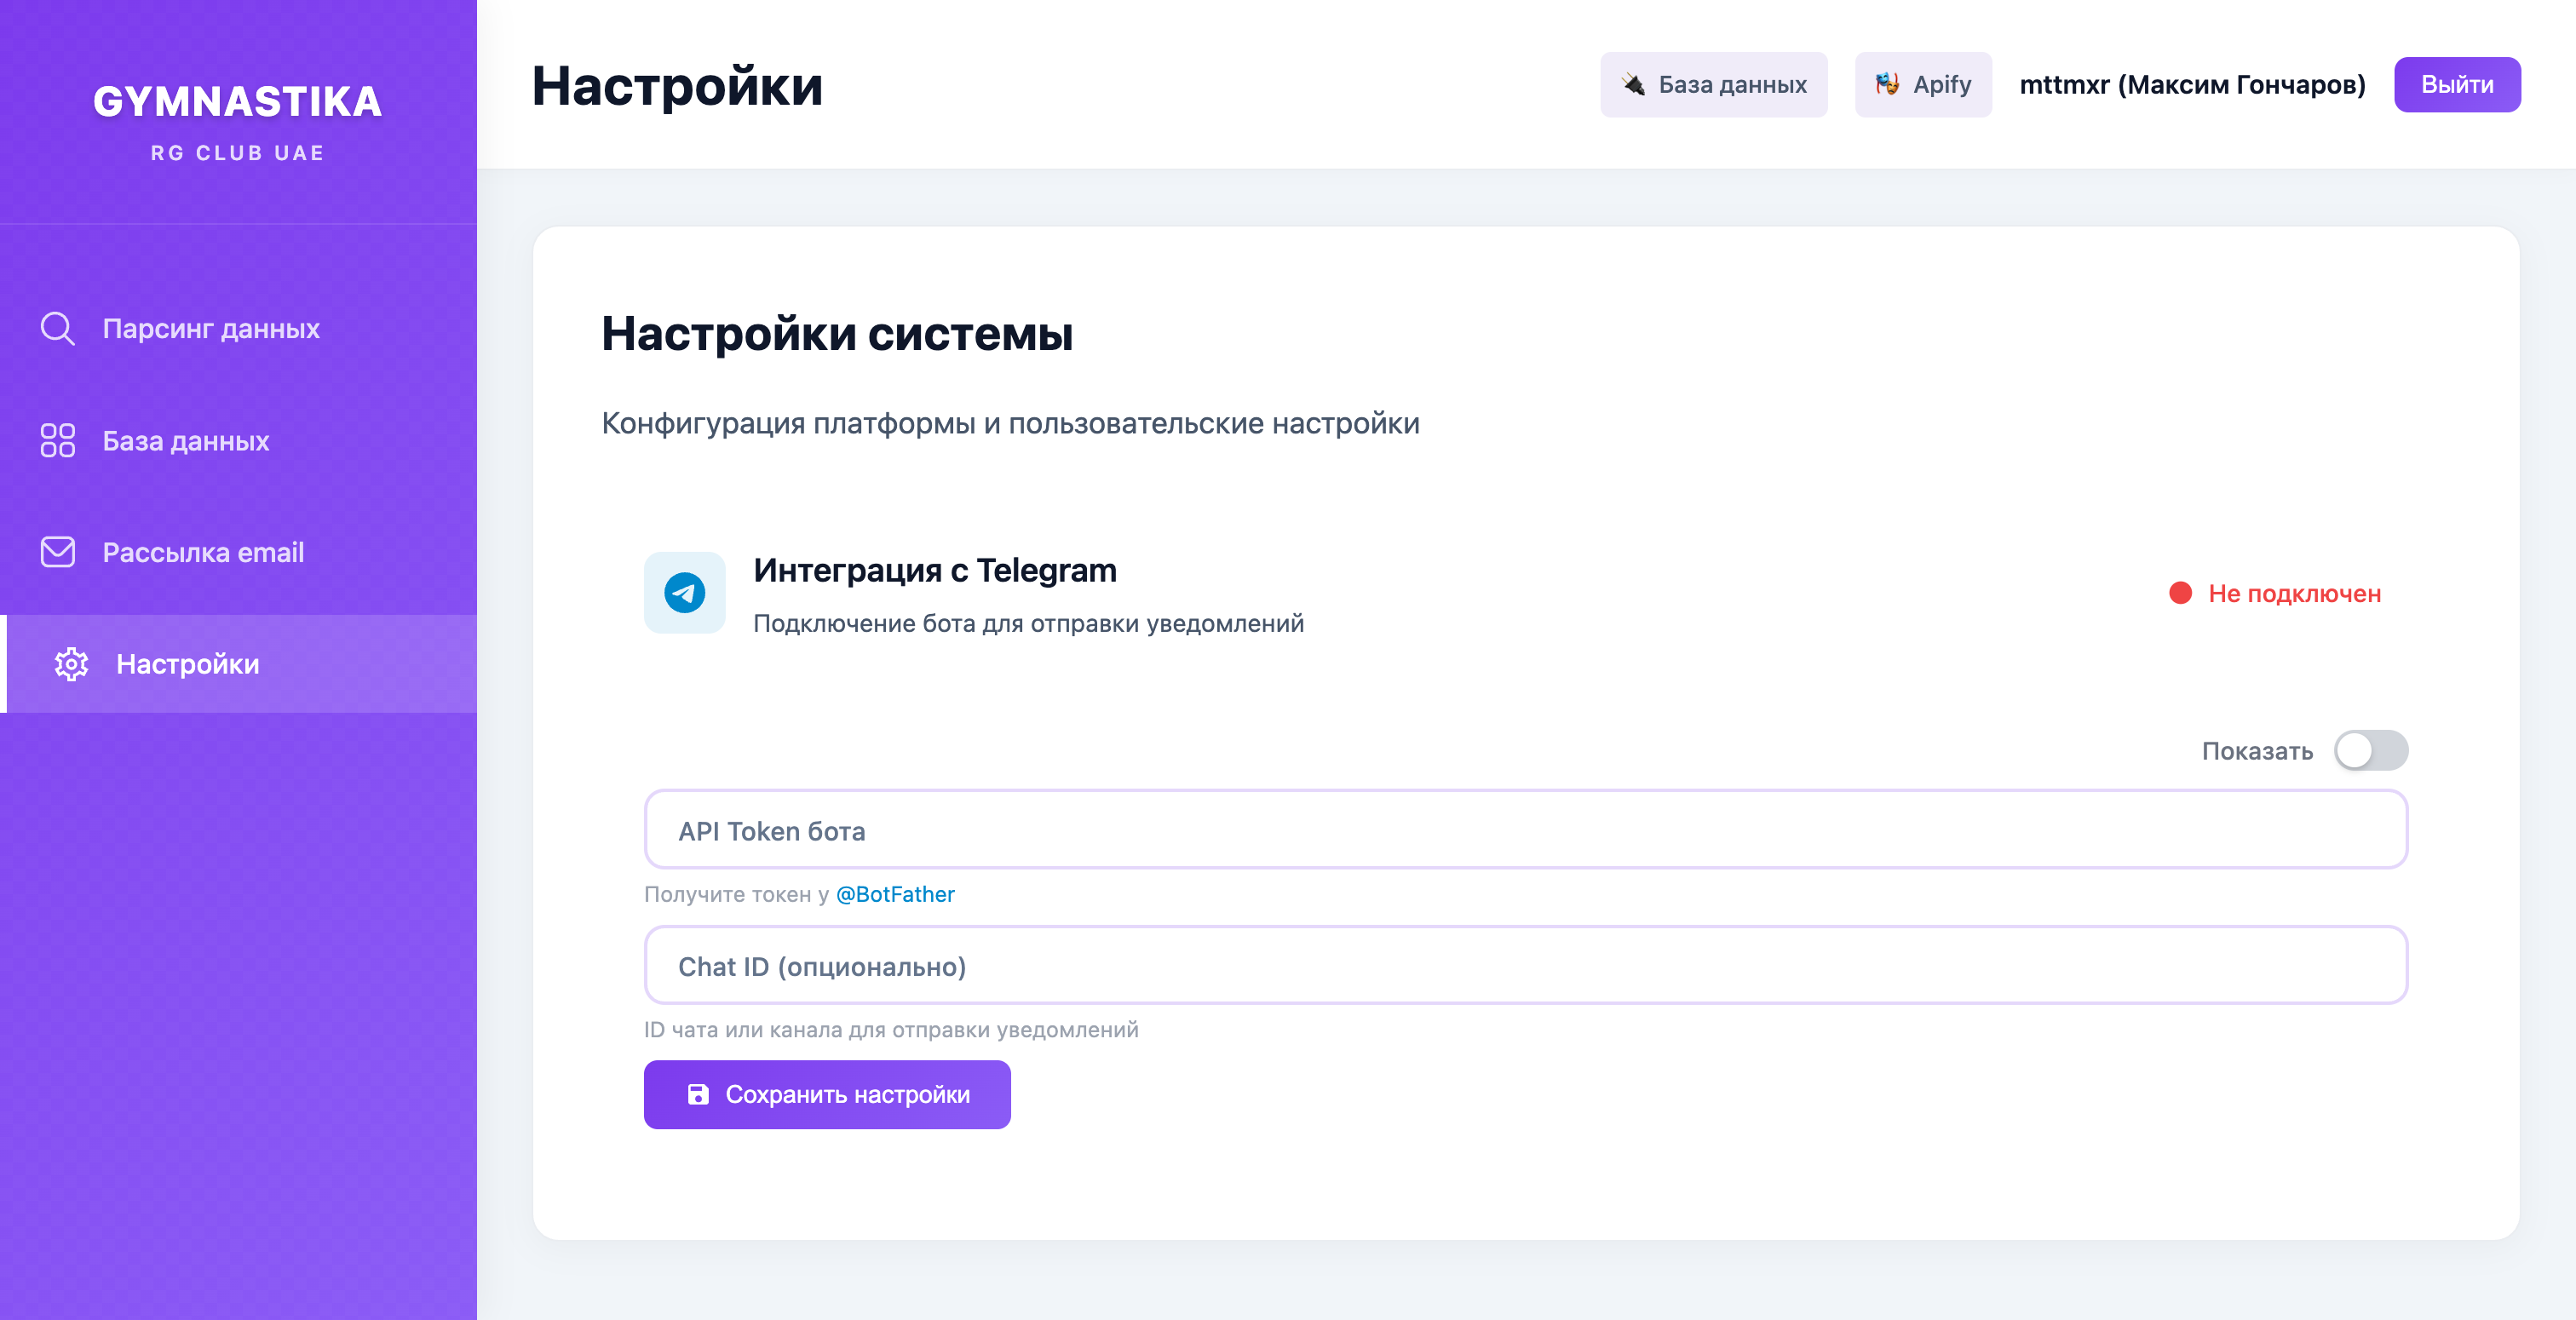 GYMNASTIKA
RG CLUB UAE
Парсинг данных
База данных
Рассылка email
Настройки
Настройки
База данных
Apify
mttmxr (Максим Гончаров)
Выйти
Настройки системы
Конфигурация платформы и пользовательские настройки
Интеграция с Telegram
Подключение бота для отправки уведомлений
Не подключен
Показать
API Token бота
Получите токен у @BotFather
Chat ID (опционально)
ID чата или канала для отправки уведомлений
Сохранить настройки